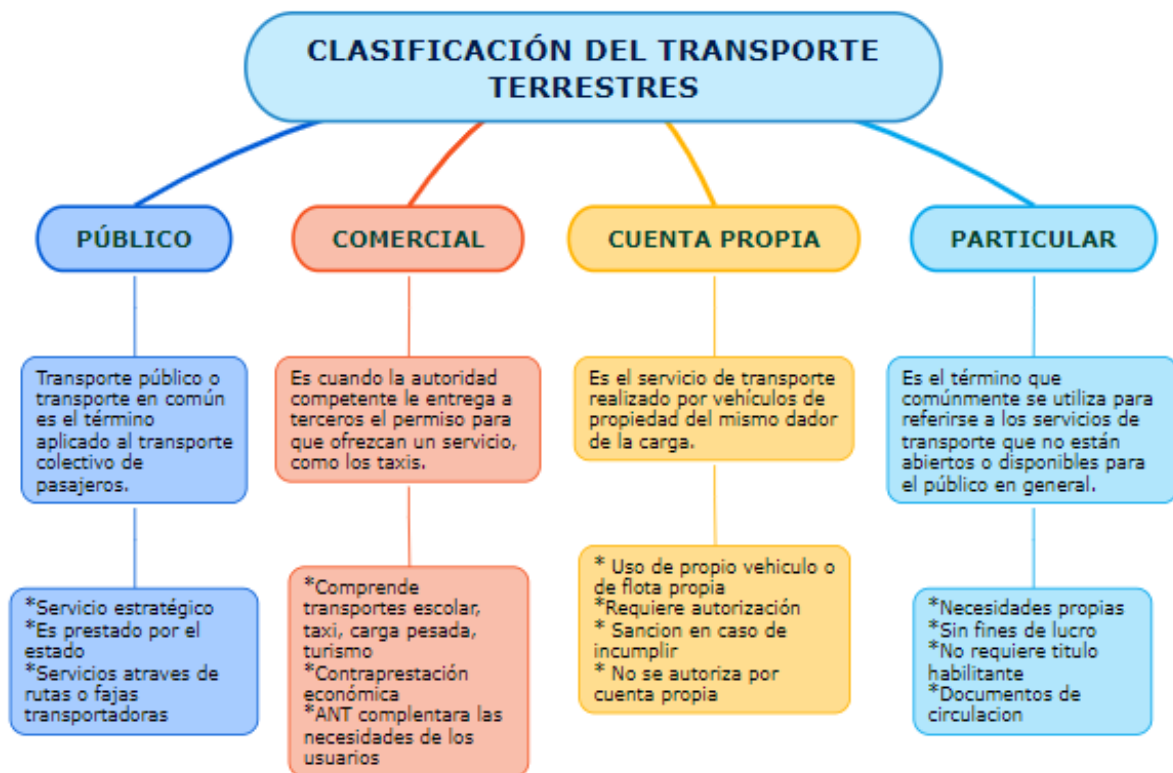 CLASIFICACIÓN DEL TRANSPORTE
TERRESTRES
PÚBLICO
COMERCIAL
CUENTA PROPIA
PARTICULAR
Transporte público o
transporte en común
es el término
aplicado al transporte
colectivo de
pasajeros.
Es cuando la autoridad
competente le entrega a
terceros el permiso para
que ofrezcan un servicio,
como los taxis.
Es el servicio de transporte
realizado por vehículos de
propiedad del mismo dador
de la carga.
Es el término que
comúnmente se utiliza para
referirse a los servicios de
transporte que no están
abiertos o disponibles para
el público en general.
*Servicio estratégico
*Es prestado por el
estado
*Servicios atraves de
rutas o fajas
transportadoras
*Comprende
transportes escolar,
taxi, carga pesada,
turismo
*Contraprestación
económica
*ANT complentara las
necesidades de los
usuarios
* Uso de propio vehiculo o
de flota propia
*Requiere autorización
* Sancion en caso de
incumplir
* No se autoriza por
cuenta propia
*Necesidades propias
*Sin fines de lucro
*No requiere titulo
habilitante
*Documentos de
circulacion